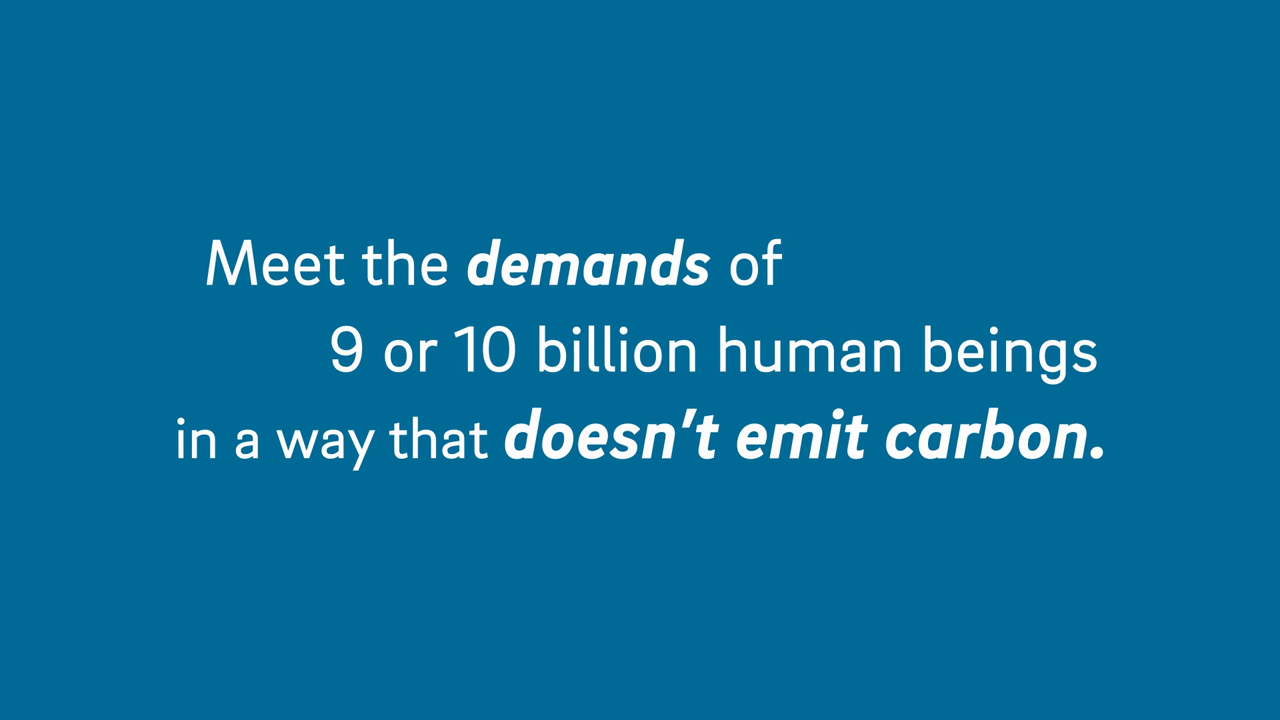 Meet the demands of
9 or 10 billion human beings
in a way that doesn’t emit carbon.